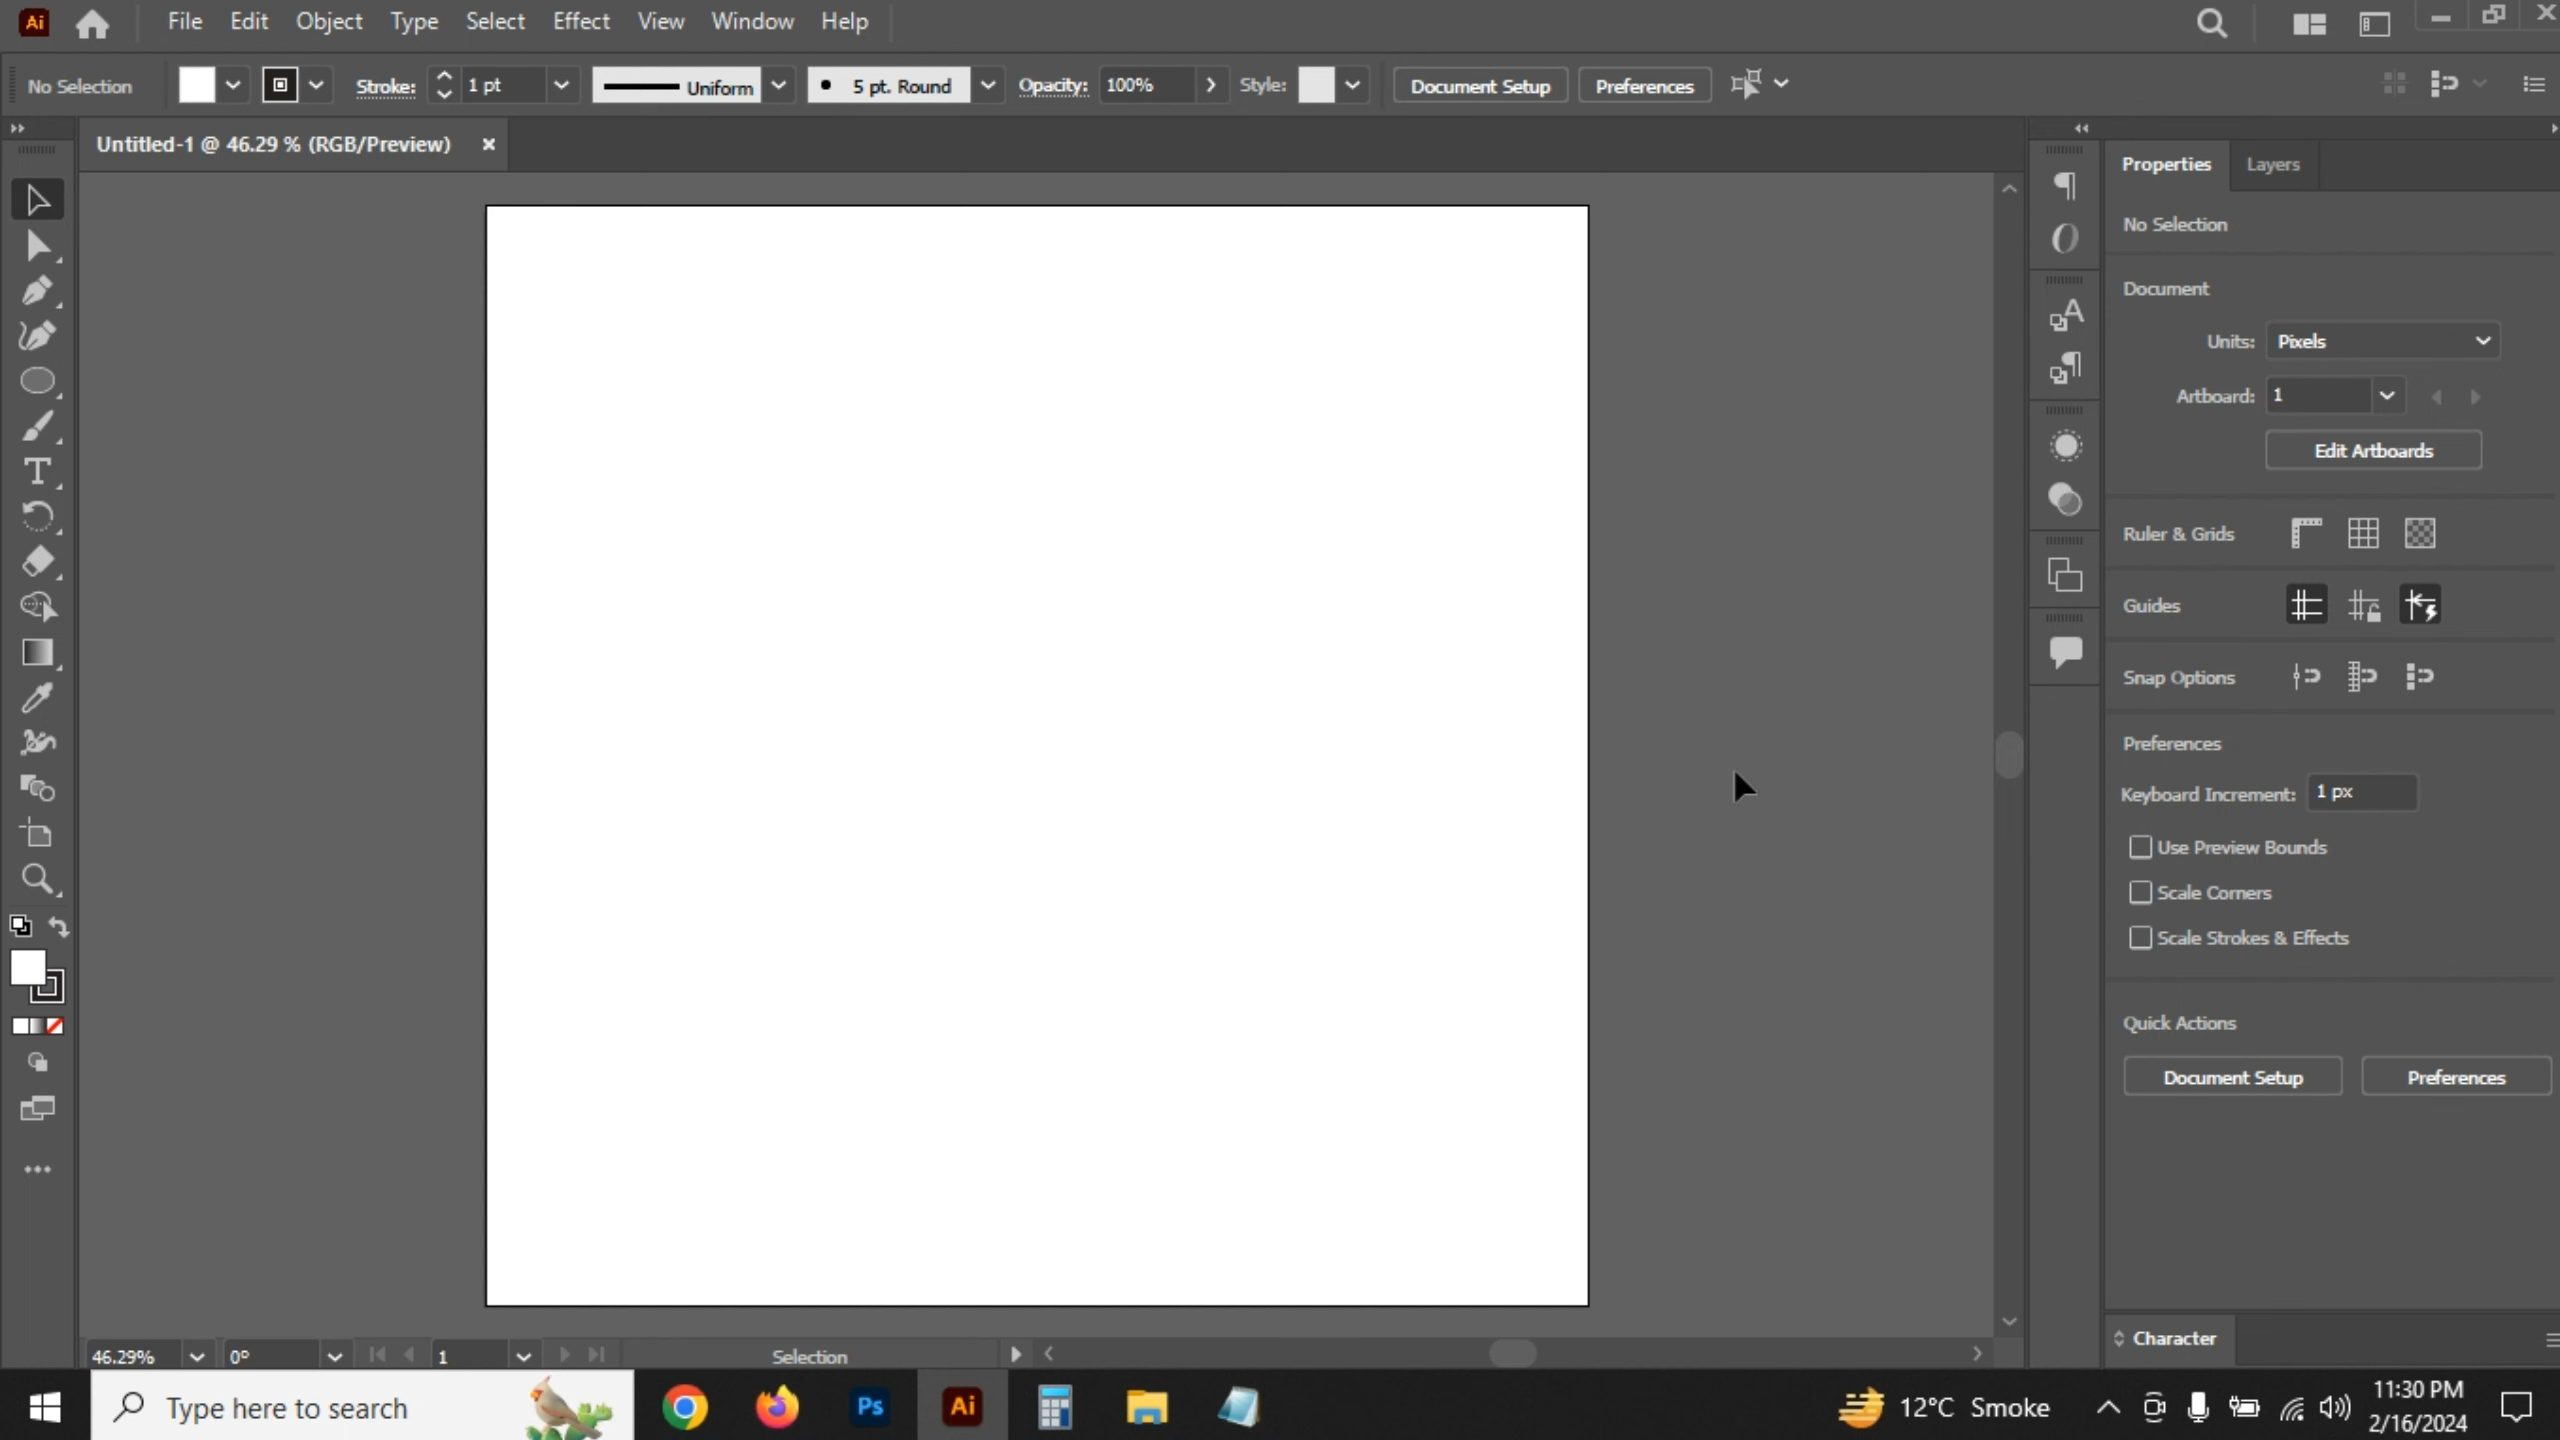 Ai File Edit Object Type Select Effect View Window Help
No Selection Stroke: 1 pt Uniform 5 pt. Round Opacity: 100% Style: Document Setup Preferences
Untitled-1 @ 46.29 % (RGB/Preview) ×
Properties Layers
No Selection
Document
Units: Pixels
Artboard: 1
Edit Artboards
Ruler & Grids
Guides
Snap Options
Preferences
Keyboard Increment: 1 px
Use Preview Bounds
Scale Corners
Scale Strokes & Effects
Quick Actions
Document Setup Preferences
Character
46.29% 0° 1 Selection
Type here to search Ps Ai 12°C Smoke 11:30 PM
2/16/2024